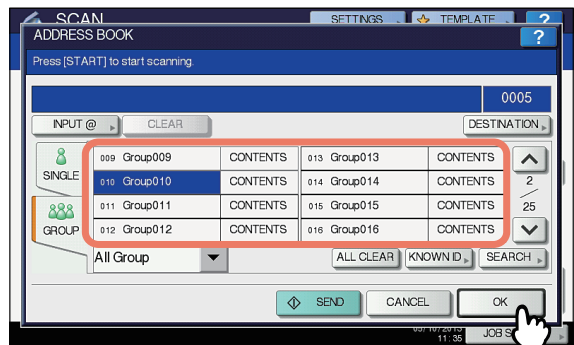 SCAN SETTINGS TEMPLATE ?
ADDRESS BOOK ?
Press [START] to start scanning.
0005
INPUT @ CLEAR DESTINATION
SINGLE
GROUP
009 Group009 CONTENTS 013 Group013 CONTENTS
010 Group010 CONTENTS 014 Group014 CONTENTS
011 Group011 CONTENTS 015 Group015 CONTENTS
012 Group012 CONTENTS 016 Group016 CONTENTS
2
25
All Group ALL CLEAR KNOWN ID SEARCH
SEND CANCEL OK
11:35 JOB